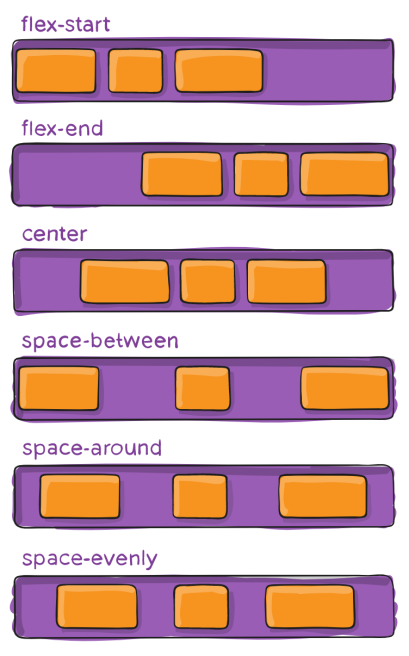 flex-start
flex-end
center
space-between
space-around
space-evenly